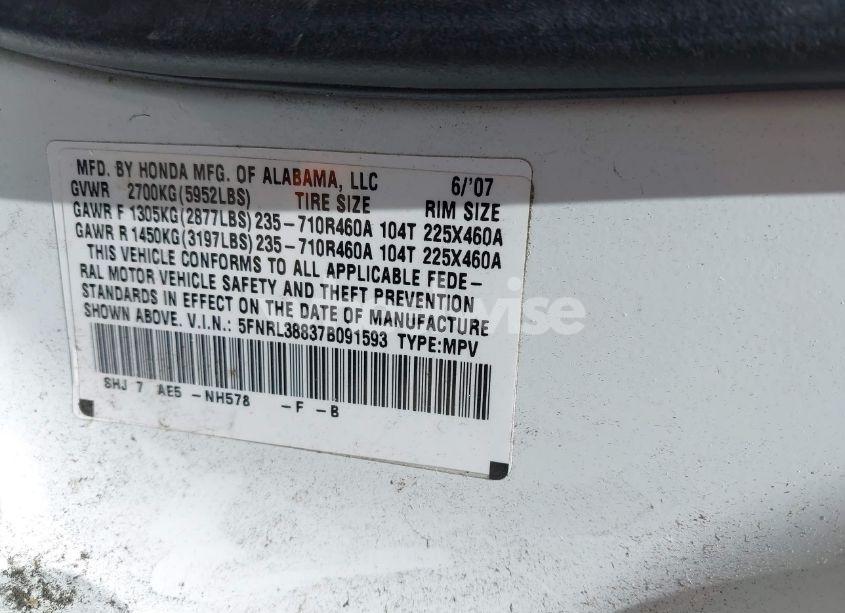 MFD. BY HONDA MFG. OF ALABAMA, LLC 6/'07
GVWR 2700KG(5952LBS) TIRE SIZE RIM SIZE
GAWR F 1305KG(2877LBS) 235-710R460A 104T 225X460A
GAWR R 1450KG(3197LBS) 235-710R460A 104T 225X460A
THIS VEHICLE CONFORMS TO ALL APPLICABLE FEDE-
RAL MOTOR VEHICLE SAFETY AND THEFT PREVENTION
STANDARDS IN EFFECT ON THE DATE OF MANUFACTURE
SHOWN ABOVE. V.I.N.: 5FNRL38837B091593 TYPE:MPV
SHJ 7 AE5 -NH578 -F -B